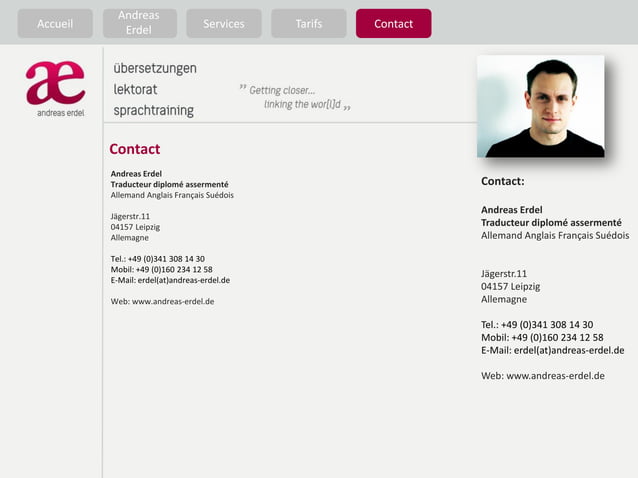 Accueil
Andreas
Erdel
Services
Tarifs
Contact
æ
andreas erdel
übersetzungen
lektorat
sprachtraining
” Getting closer...
linking the wor[l]d „
Contact
Andreas Erdel
Traducteur diplomé assermenté
Allemand Anglais Français Suédois
Jägerstr.11
04157 Leipzig
Allemagne
Tel.: +49 (0)341 308 14 30
Mobil: +49 (0)160 234 12 58
E-Mail: erdel(at)andreas-erdel.de
Web: www.andreas-erdel.de
Contact:
Andreas Erdel
Traducteur diplomé assermenté
Allemand Anglais Français Suédois
Jägerstr.11
04157 Leipzig
Allemagne
Tel.: +49 (0)341 308 14 30
Mobil: +49 (0)160 234 12 58
E-Mail: erdel(at)andreas-erdel.de
Web: www.andreas-erdel.de